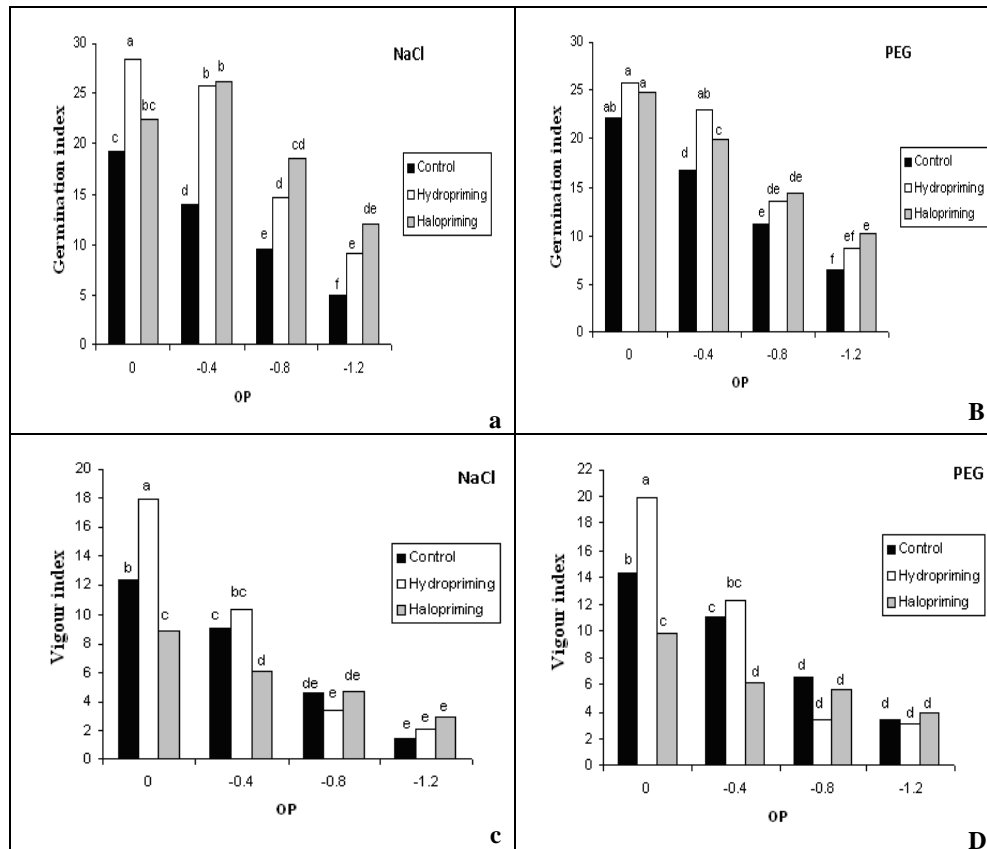 NaCl
Germination index
30
25
20
15
10
5
0
a
c
bc
d
b
b
e
d
cd
f
e
de
Control
Hydropriming
Halopriming
0 -0.4 -0.8 -1.2
OP
a
PEG
Germination index
30
25
20
15
10
5
0
ab
a
a
d
ab
c
e
de
de
f
ef
e
Control
Hydropriming
Halopriming
0 -0.4 -0.8 -1.2
OP
B
NaCl
Vigour index
20
18
16
14
12
10
8
6
4
2
0
b
a
c
c
bc
d
de
e
de
e
e
e
Control
Hydropriming
Halopriming
0 -0.4 -0.8 -1.2
OP
c
PEG
Vigour index
22
20
18
16
14
12
10
8
6
4
2
0
b
a
c
c
bc
d
d
d
d
d
d
d
Control
Hydropriming
Halopriming
0 -0.4 -0.8 -1.2
OP
D